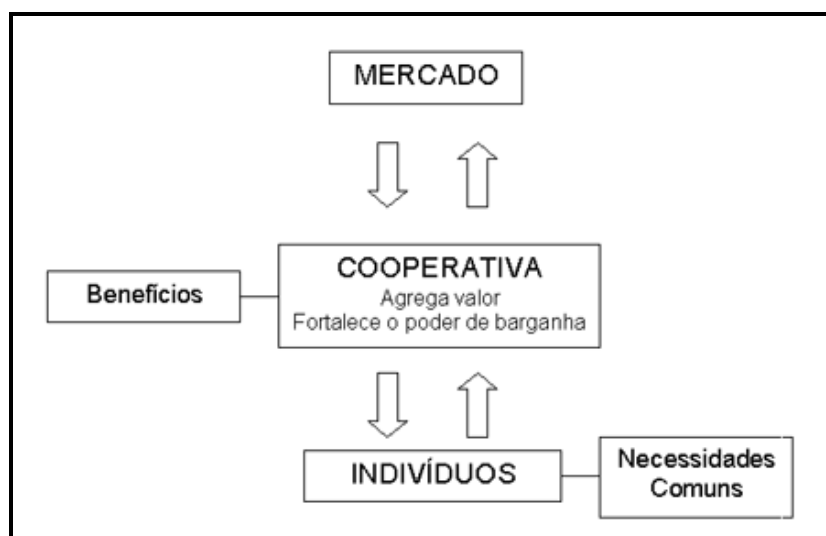 MERCADO
COOPERATIVA
Agrega valor
Fortalece o poder de barganha
Benefícios
INDIVÍDUOS
Necessidades
Comuns